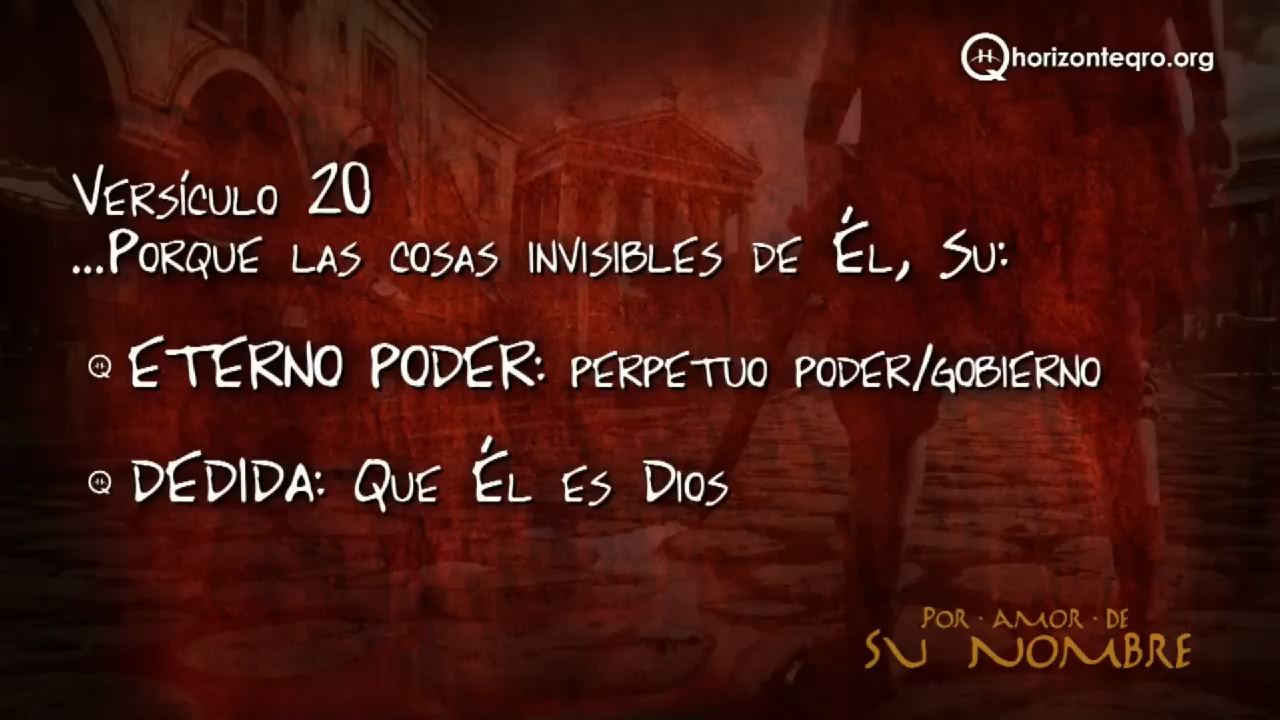 horizonteqro.org
Versículo 20
...Porque las cosas invisibles de Él, Su:
ETERNO PODER: perpetuo poder/gobierno
DEDIDA: Que Él es Dios
POR · AMOR · DE
SU NOMBRE